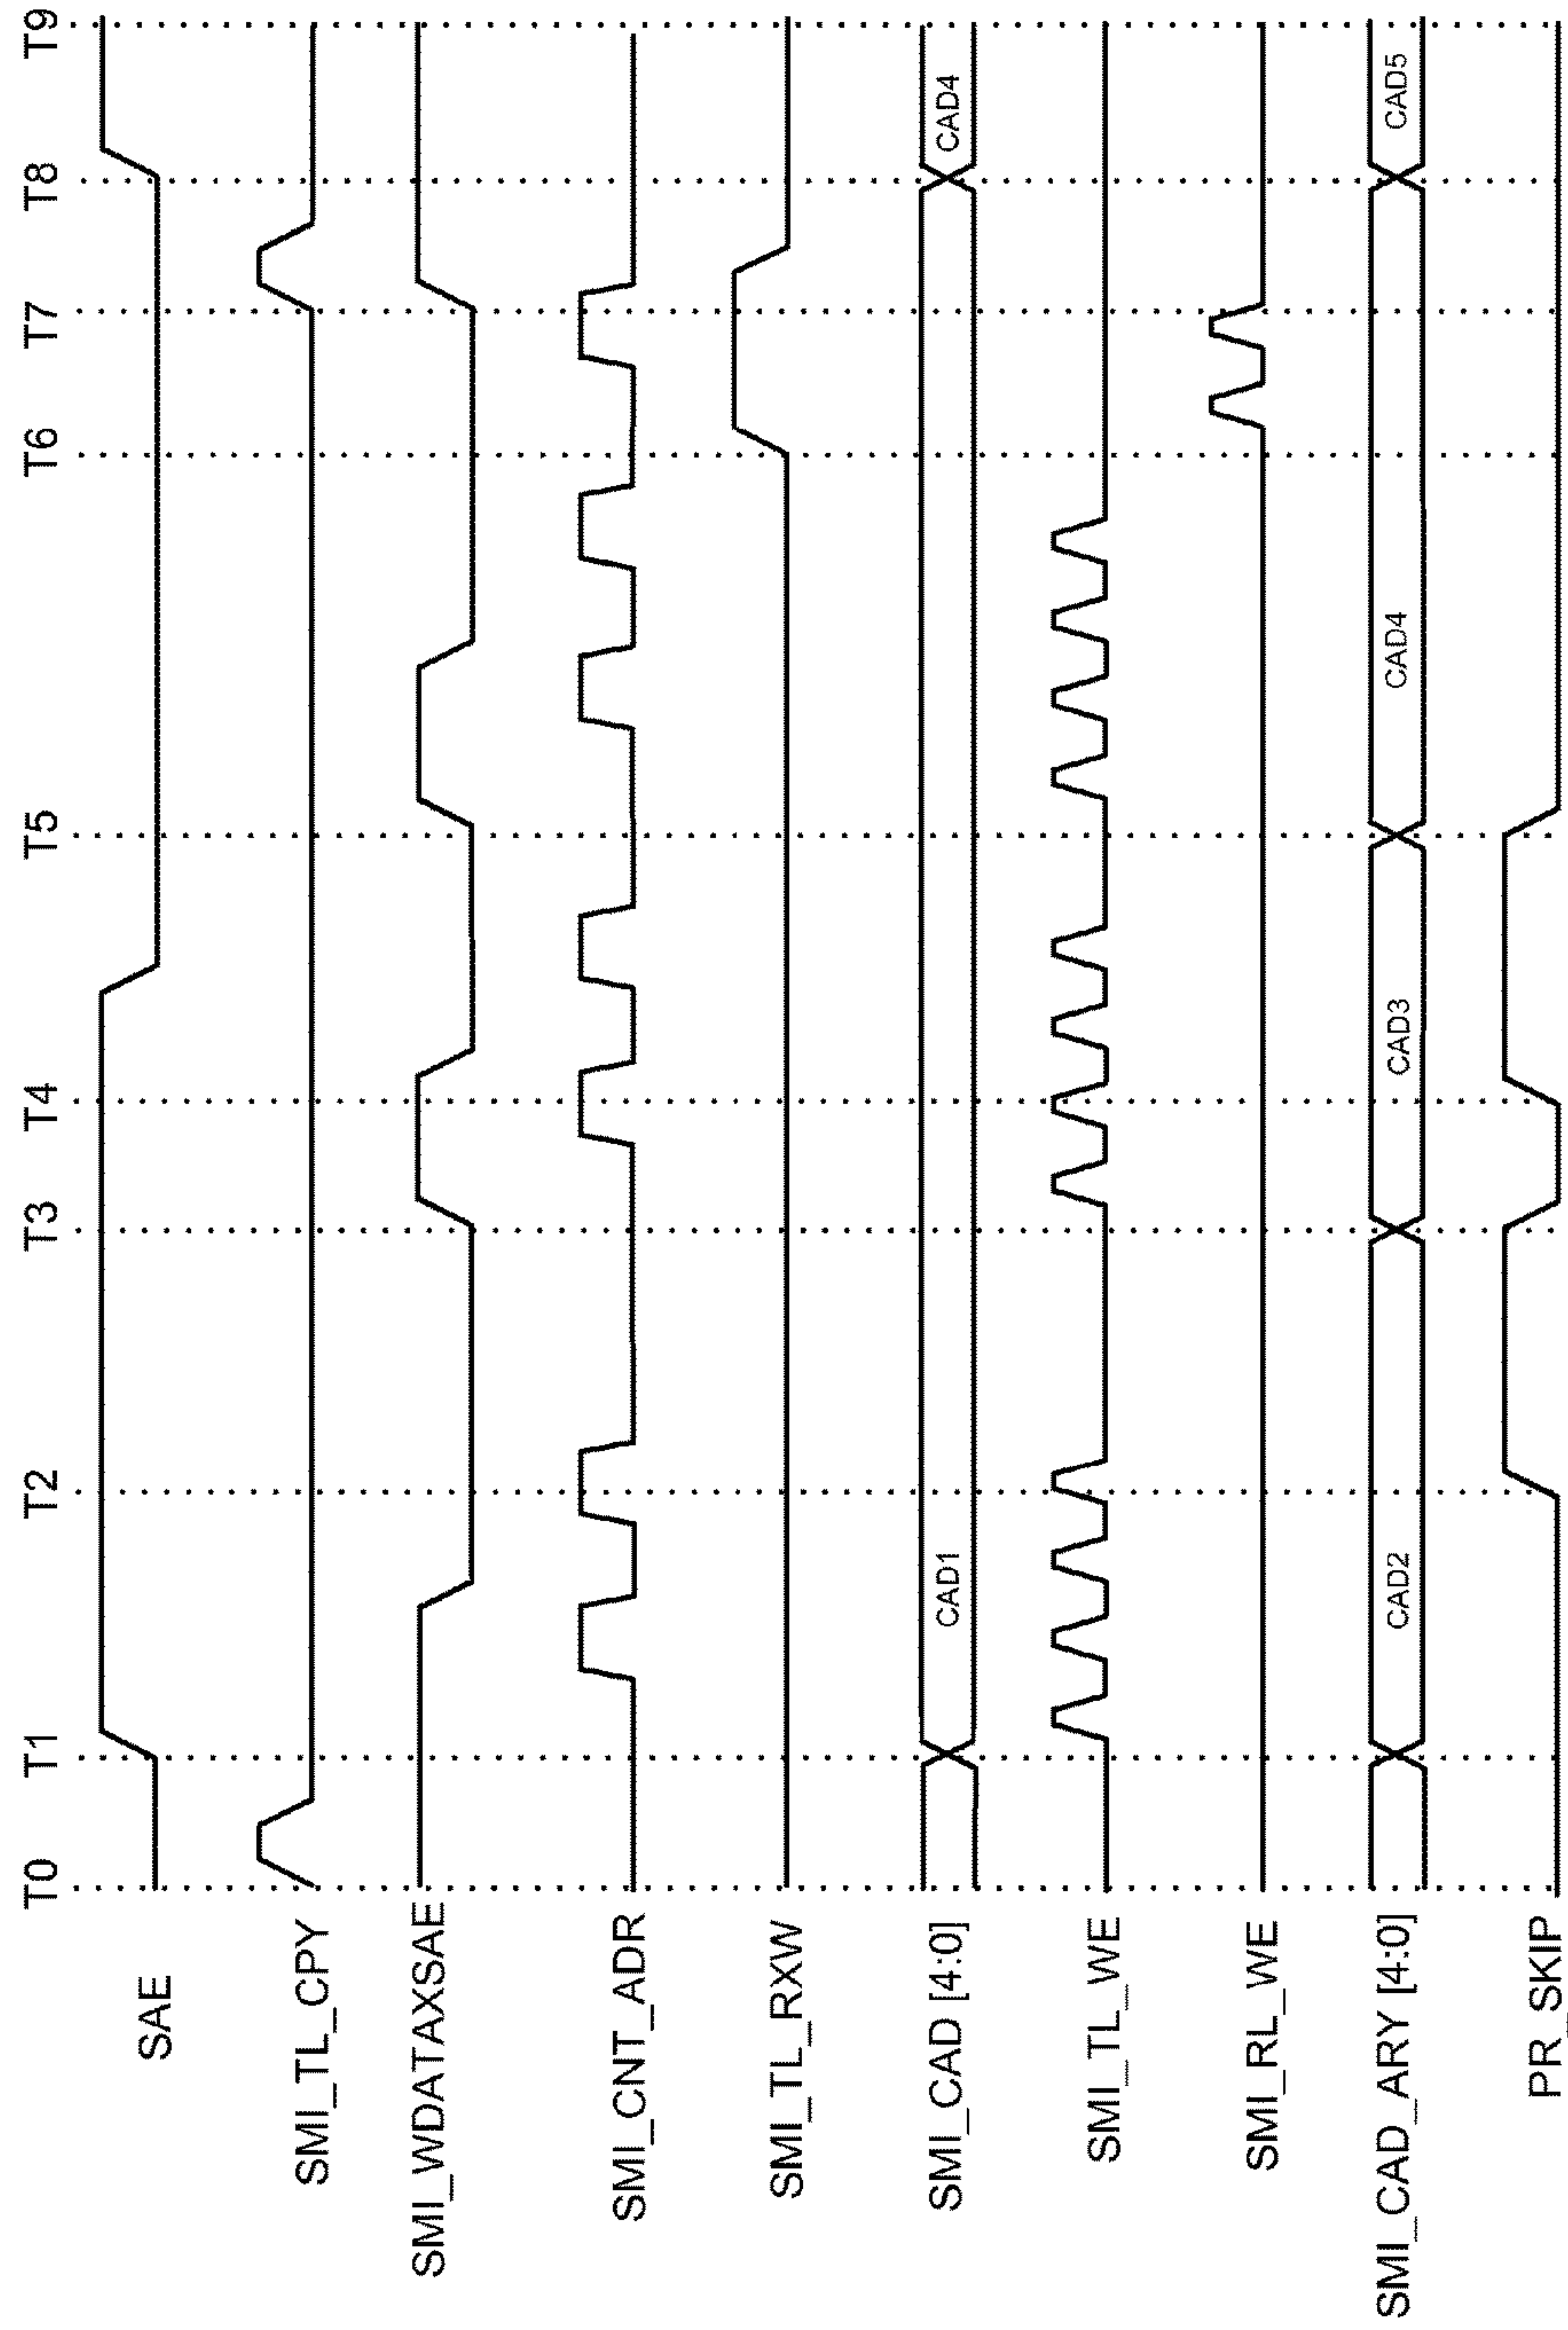 T0 T1 T2 T3 T4 T5 T6 T7 T8 T9
SAE
SMI_TL_CPY
SMI_WDATAXSAE
SMI_CNT_ADR
SMI_TL_RXW
SMI_CAD [4:0] CAD1 CAD4
SMI_TL_WE
SMI_RL_WE
SMI_CAD_ARY [4:0] CAD2 CAD3 CAD4 CAD5
PR_SKIP